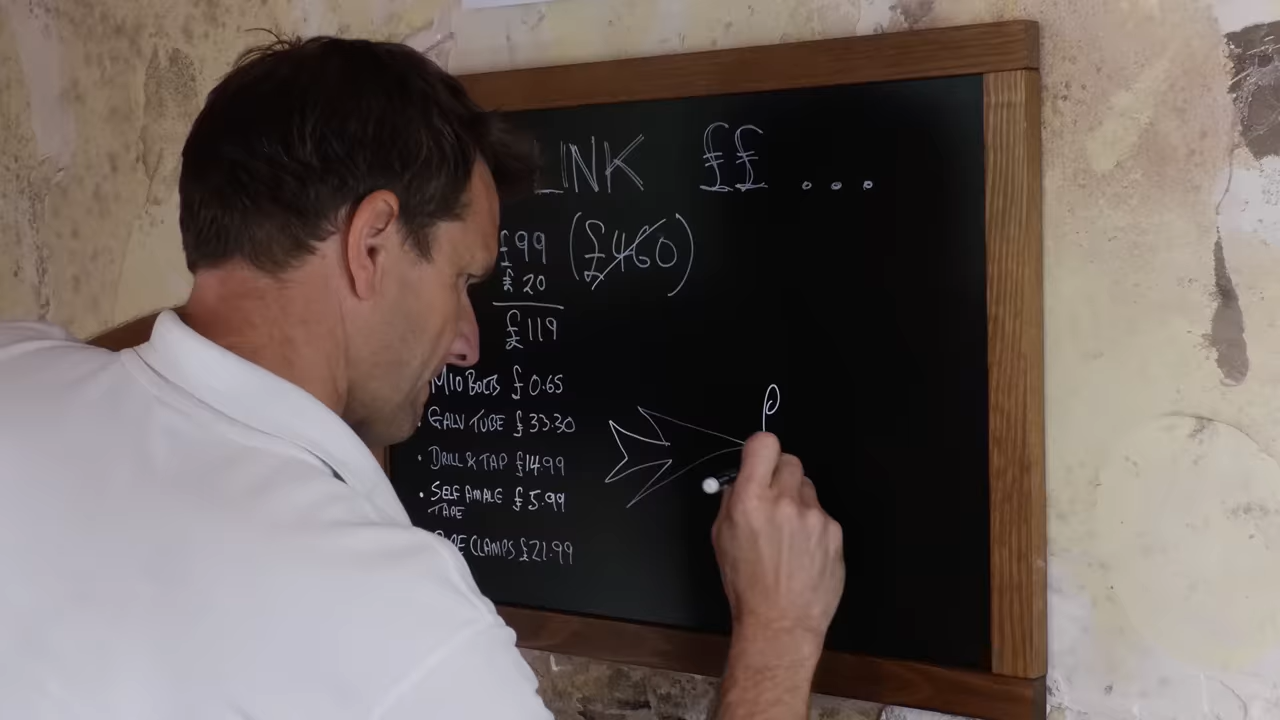 LINK ££ ...
£99 (£460)
£20
£119
M10 BOLTS £0.65
• GALV TUBE £33.30
• DRILL & TAP £14.99
• SELF AMALG £5.99
TAPE
CLAMPS £21.99